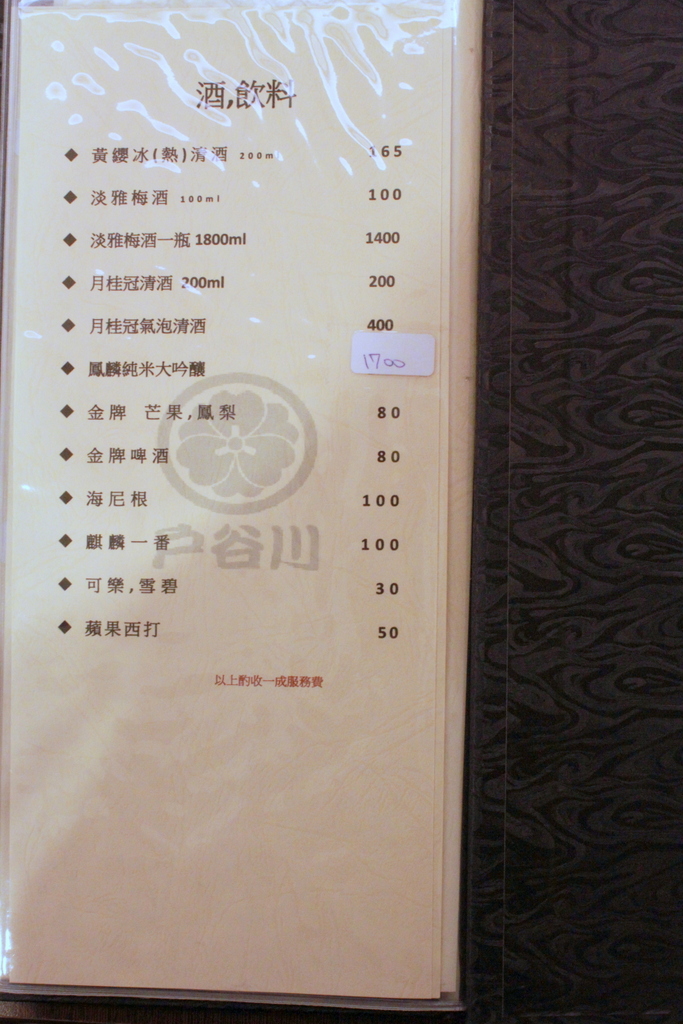 酒,飲料
◆ 黃纓冰(熱)清酒 200m 165
◆ 淡雅梅酒 100ml 100
◆ 淡雅梅酒一瓶 1800ml 1400
◆ 月桂冠清酒 200ml 200
◆ 月桂冠氣泡清酒 400
◆ 鳳麟純米大吟釀 1700
◆ 金牌 芒果,鳳梨 80
◆ 金牌啤酒 80
◆ 海尼根 100
◆ 麒麟一番 100
◆ 可樂,雪碧 30
◆ 蘋果西打 50
戶谷川
以上酌收一成服務費